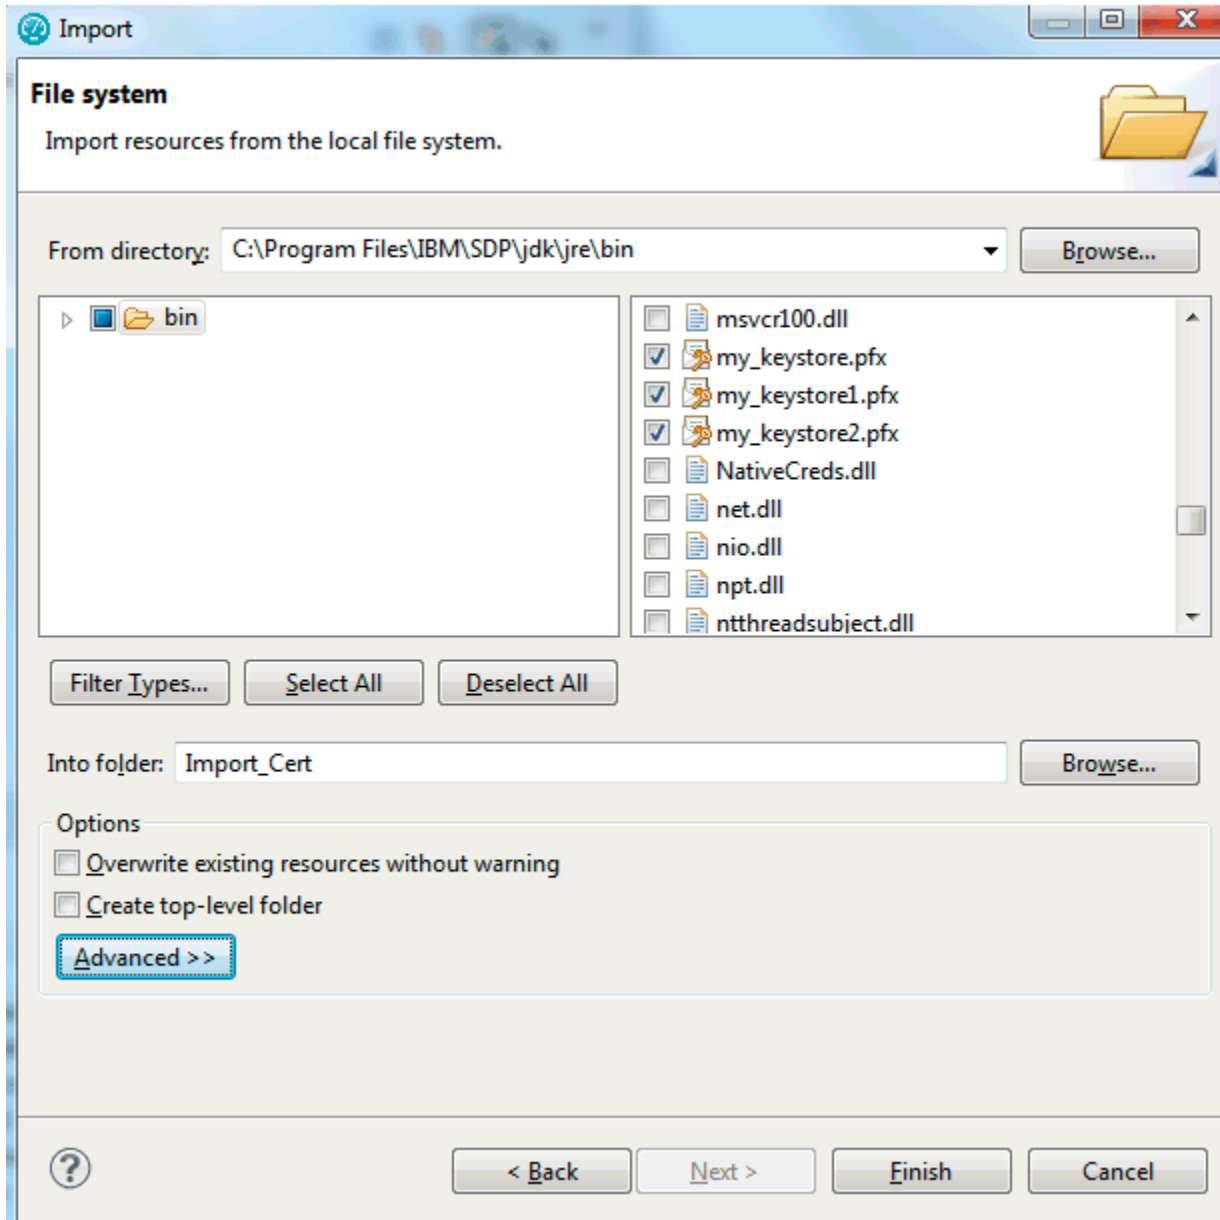 Import
File system
Import resources from the local file system.
From directory: C:\Program Files\IBM\SDP\jdk\jre\bin Browse...
bin
msvcr100.dll
my_keystore.pfx
my_keystore1.pfx
my_keystore2.pfx
NativeCreds.dll
net.dll
nio.dll
npt.dll
ntthreadsubject.dll
Filter Types... Select All Deselect All
Into folder: Import_Cert Browse...
Options
Overwrite existing resources without warning
Create top-level folder
Advanced >>
? < Back Next > Finish Cancel